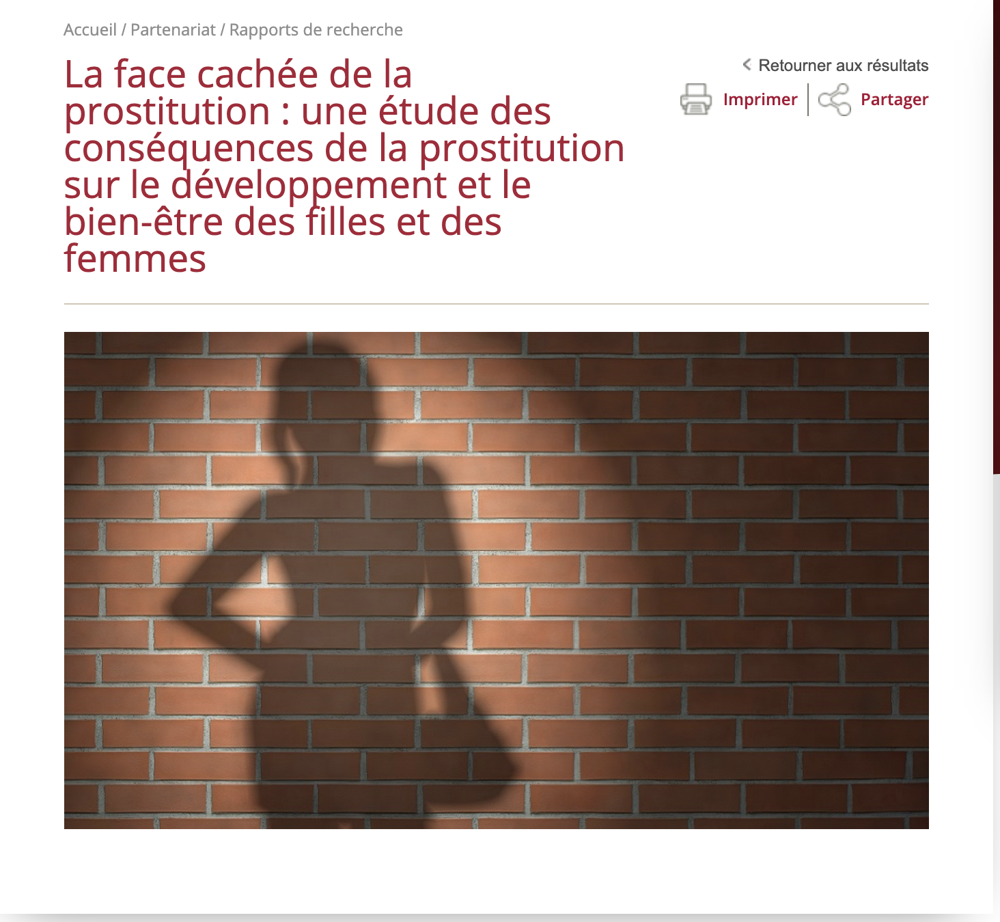 Accueil / Partenariat / Rapports de recherche
La face cachée de la
prostitution : une étude des
conséquences de la prostitution
sur le développement et le
bien-être des filles et des
femmes
Retourner aux résultats
Imprimer
Partager